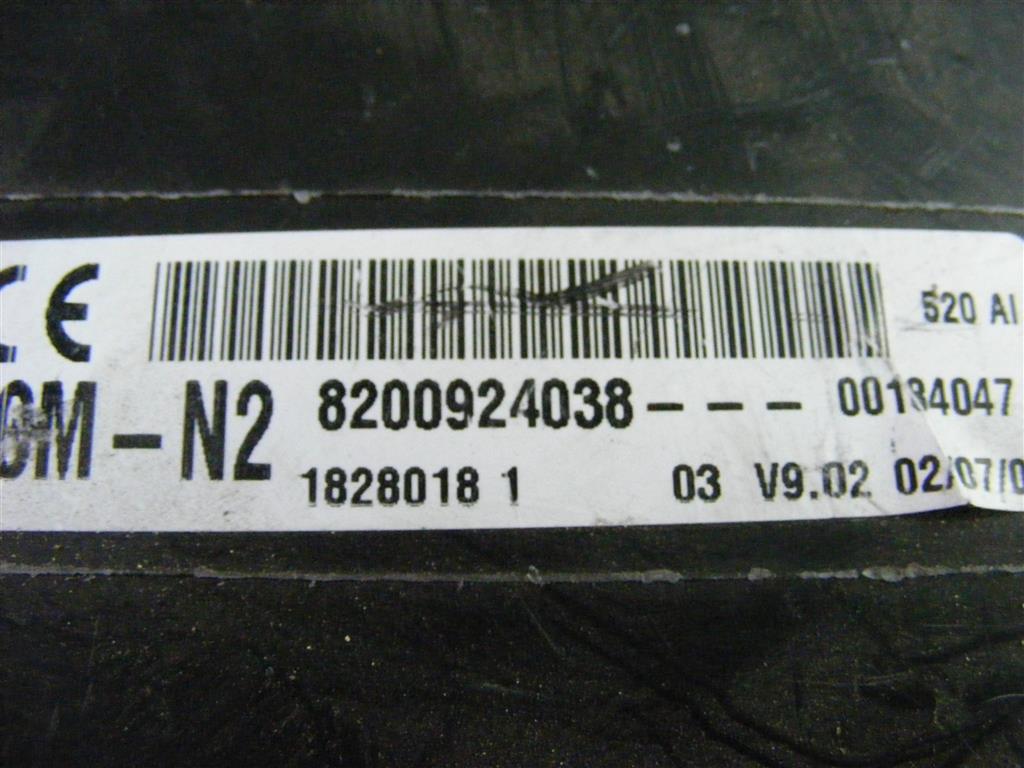 CE
520 AI
M-N2
8200924038---
00184047
1828018 1
03 V9.02 02/07/0